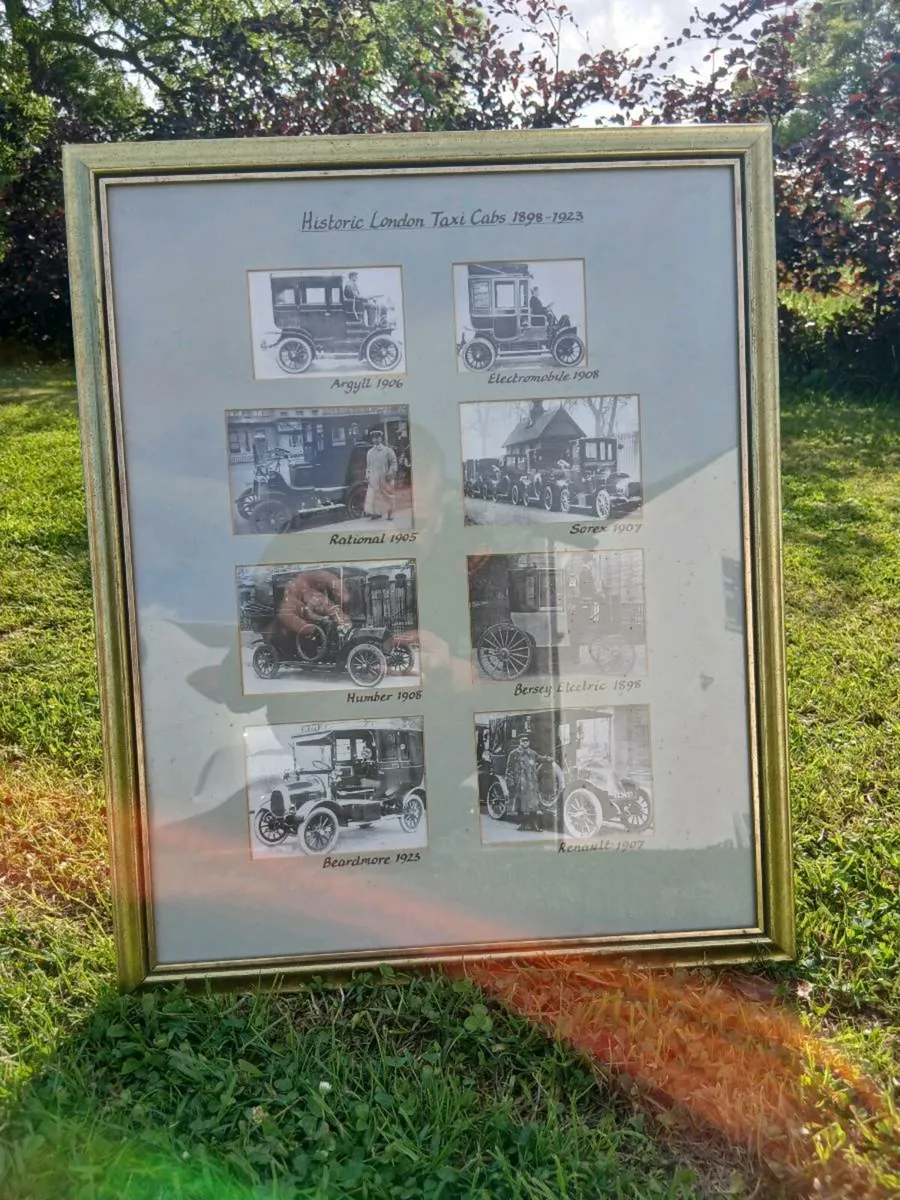 Historic London Taxi Cabs 1898-1923
Argyll 1906
Electromobile 1908
Rational 1905
Sorex 1907
Humber 1908
Bersey Electric 1898
Beardmore 1923
Renault 1907